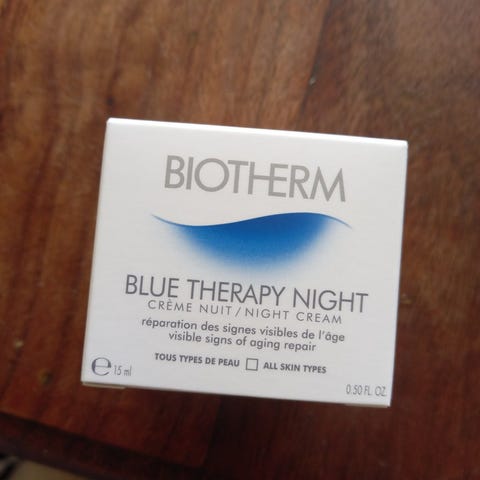 BIOTHERM
BLUE THERAPY NIGHT
CRÈME NUIT / NIGHT CREAM
réparation des signes visibles de l'âge
visible signs of aging repair
TOUS TYPES DE PEAU □ ALL SKIN TYPES
℮ 15 ml
0.50 FL. OZ.